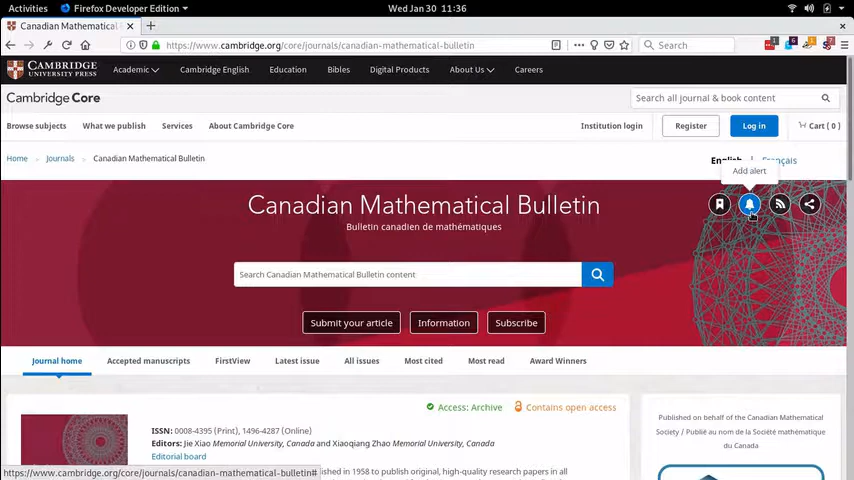 Activities Firefox Developer Edition Wed Jan 30 11:36
Canadian Mathematical B
https://www.cambridge.org/core/journals/canadian-mathematical-bulletin Search
CAMBRIDGE UNIVERSITY PRESS Academic Cambridge English Education Bibles Digital Products About Us Careers
Cambridge Core Search all journal & book content
Browse subjects What we publish Services About Cambridge Core Institution login Register Log in Cart ( 0 )
Home Journals Canadian Mathematical Bulletin English | Français
Add alert
Canadian Mathematical Bulletin
Bulletin canadien de mathématiques
Search Canadian Mathematical Bulletin content
Submit your article Information Subscribe
Journal home Accepted manuscripts FirstView Latest issue All issues Most cited Most read Award Winners
Access: Archive Contains open access
ISSN: 0008-4395 (Print), 1496-4287 (Online)
Editors: Jie Xiao Memorial University, Canada and Xiaoqiang Zhao Memorial University, Canada
Editorial board
Published on behalf of the Canadian Mathematical
Society / Publié au nom de la Société mathématique
du Canada
https://www.cambridge.org/core/journals/canadian-mathematical-bulletin# ished in 1958 to publish original, high-quality research papers in all